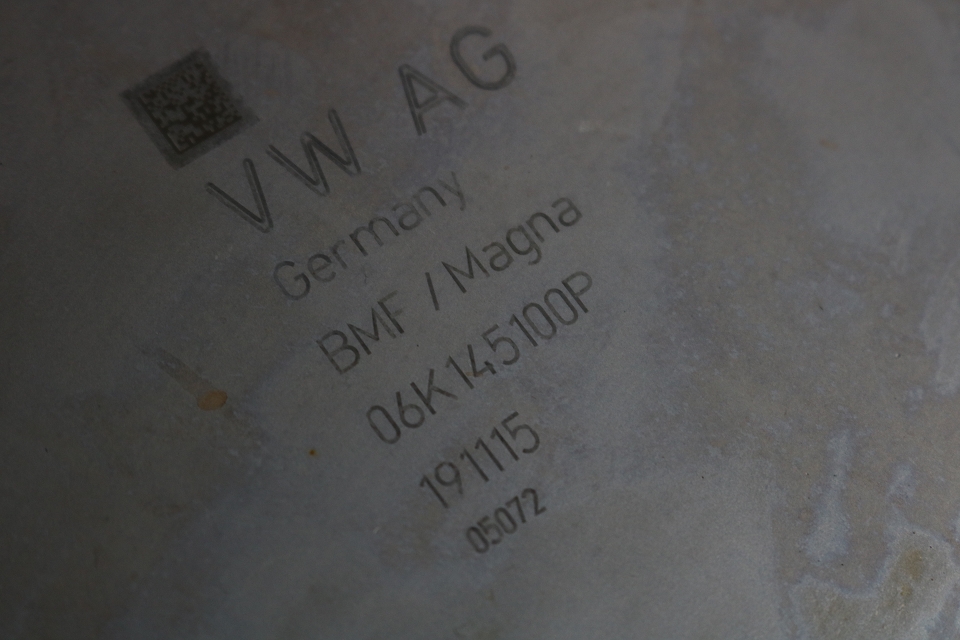 VW AG
Germany
BMF / Magna
06K145100P
191115
05072